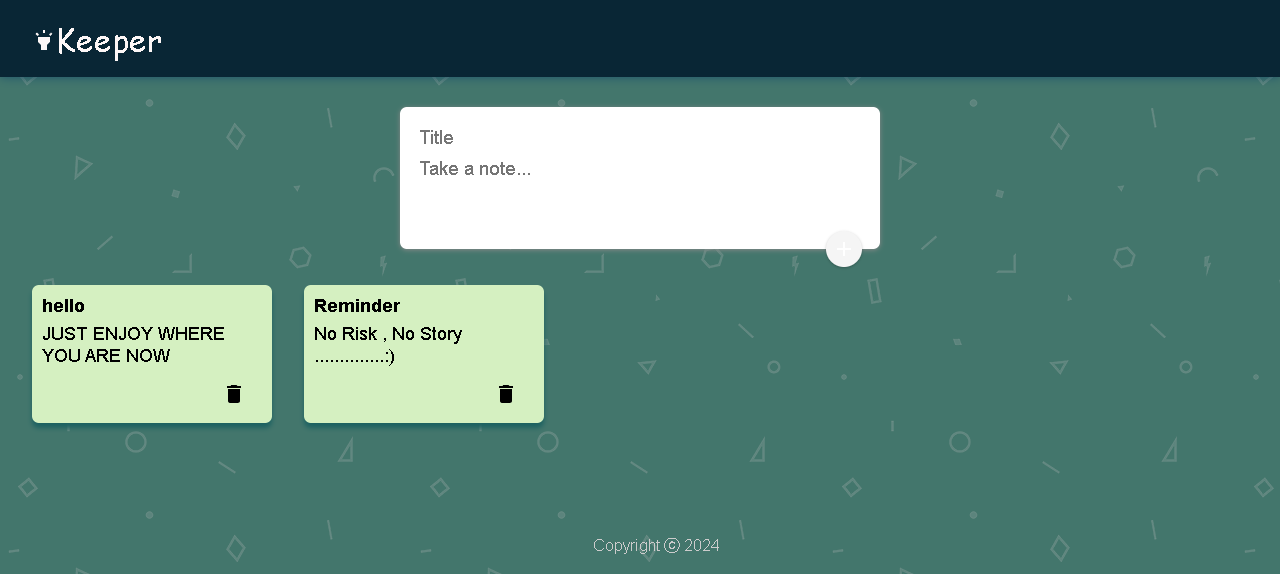 Keeper
Title
Take a note...
hello
JUST ENJOY WHERE
YOU ARE NOW
Reminder
No Risk , No Story
..............:)
Copyright ⓒ 2024